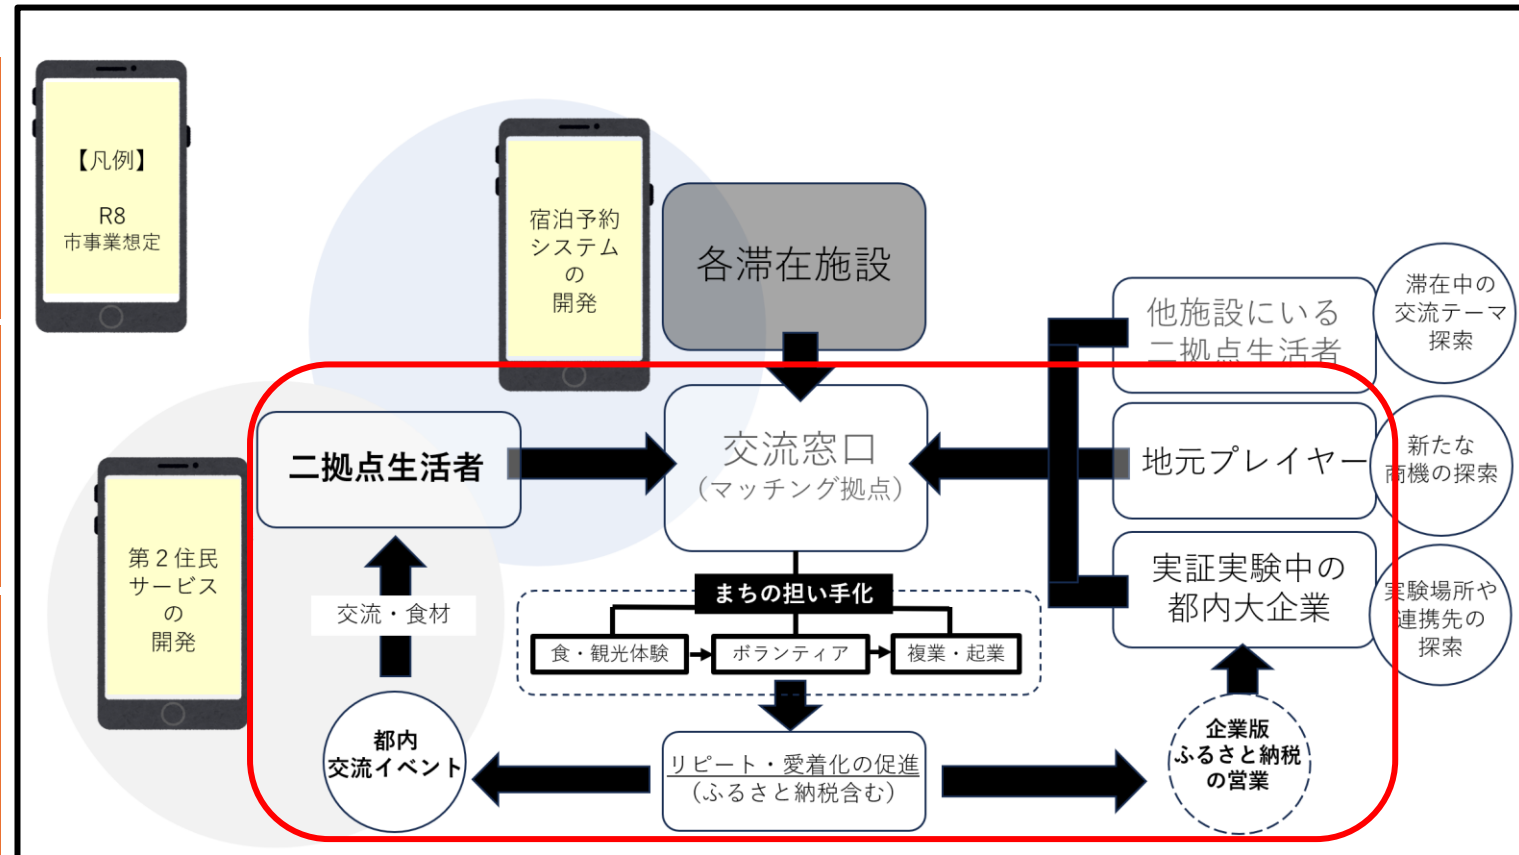 【凡例】
R8
市事業想定
宿泊予約
システム
の
開発
各滞在施設
他施設にいる
二拠点生活者
滞在中の
交流テーマ
探索
二拠点生活者
交流窓口
(マッチング拠点)
地元プレイヤー
新たな
商機の探索
第２住民
サービス
の
開発
交流・食材
まちの担い手化
食・観光体験
ボランティア
複業・起業
実証実験中の
都内大企業
実験場所や
連携先の
探索
都内
交流イベント
リピート・愛着化の促進
(ふるさと納税含む)
企業版
ふるさと納税
の営業